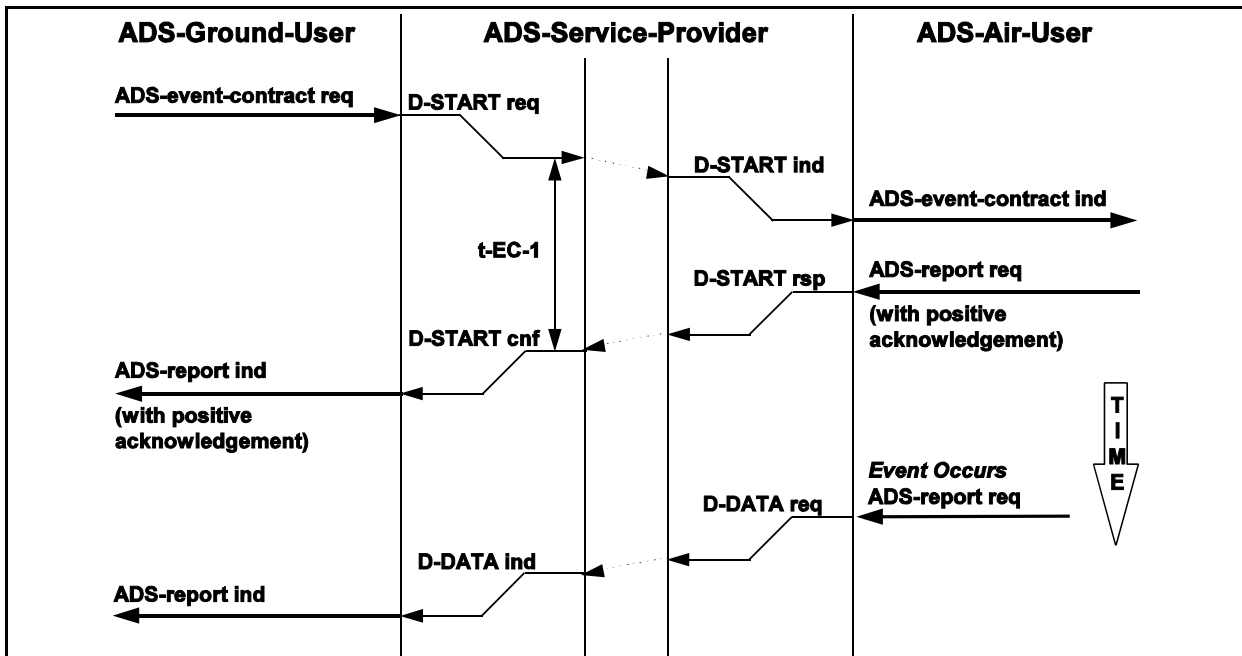 ADS-Ground-User
ADS-Service-Provider
ADS-Air-User
ADS-event-contract req
D-START req
D-START ind
ADS-event-contract ind
t-EC-1
D-START rsp
ADS-report req
(with positive
acknowledgement)
D-START cnf
ADS-report ind
(with positive
acknowledgement)
TIME
Event Occurs
ADS-report req
D-DATA req
D-DATA ind
ADS-report ind